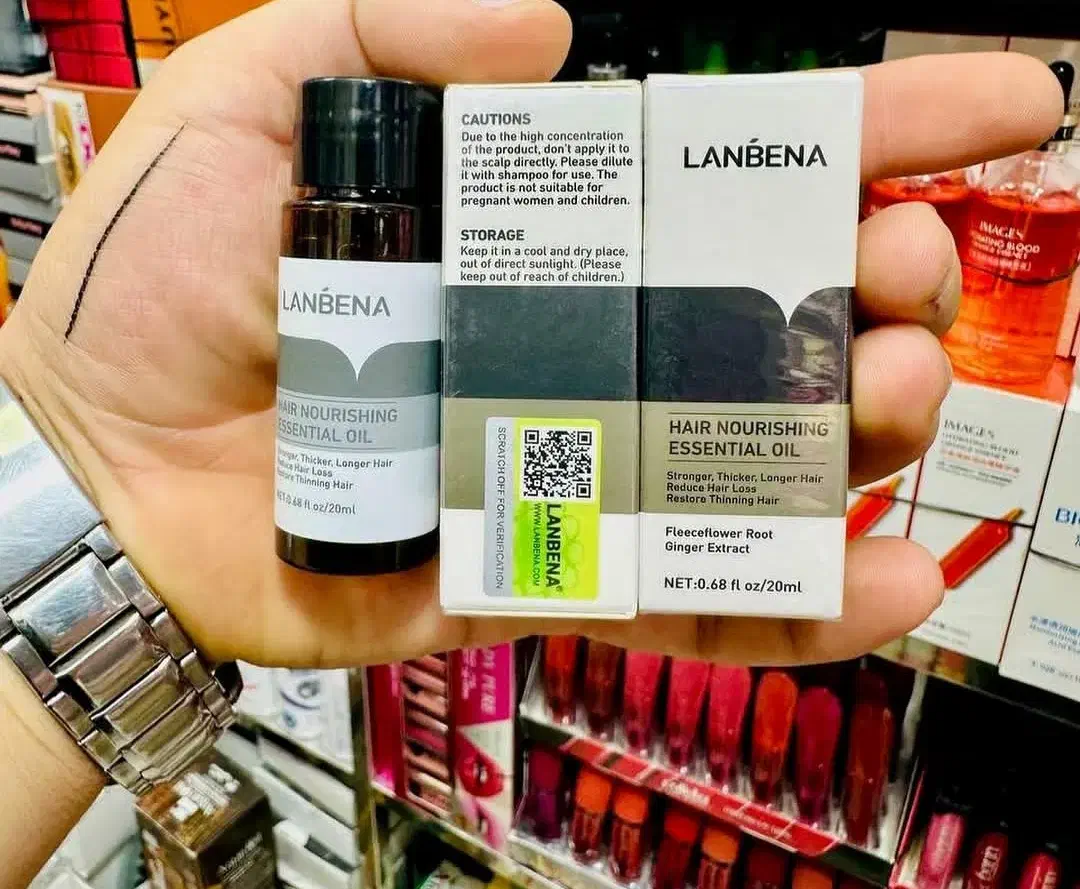 LANBENA
HAIR NOURISHING
ESSENTIAL OIL
Stronger, Thicker, Longer Hair
Reduce Hair Loss
Restore Thinning Hair
NET:0.68 fl oz/20ml
CAUTIONS
Due to the high concentration
of the product, don't apply it to
the scalp directly. Please dilute
it with shampoo for use. The
product is not suitable for
pregnant women and children.
STORAGE
Keep it in a cool and dry place,
out of direct sunlight. (Please
keep out of reach of children.)
SCRATCH OFF FOR VERIFICATION
LANBENA®
WWW.LANBENA.COM
LANBENA
HAIR NOURISHING
ESSENTIAL OIL
Stronger, Thicker, Longer Hair
Reduce Hair Loss
Restore Thinning Hair
Fleeceflower Root
Ginger Extract
NET:0.68 fl oz/20ml
IMAGES
IMAGES
HYDRATING BLOOD